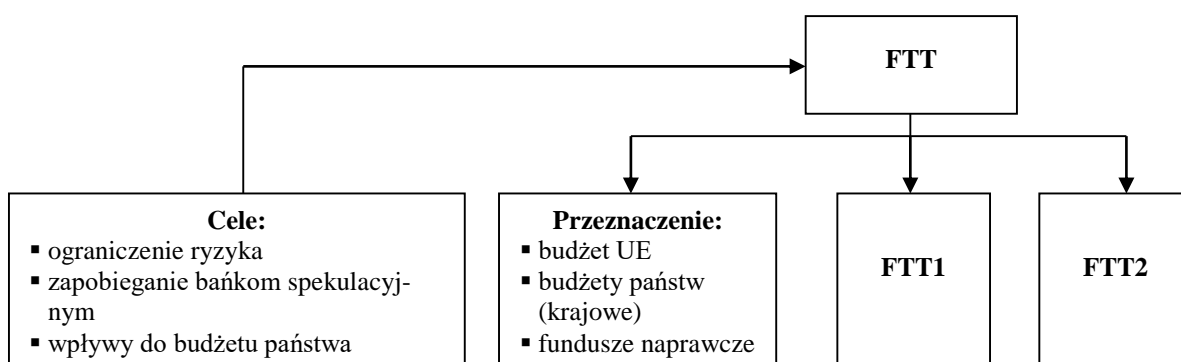 FTT
Cele:
▪ ograniczenie ryzyka
▪ zapobieganie bańkom spekulacyj-
nym
▪ wpływy do budżetu państwa
Przeznaczenie:
▪ budżet UE
▪ budżety państw
(krajowe)
▪ fundusze naprawcze
FTT1
FTT2